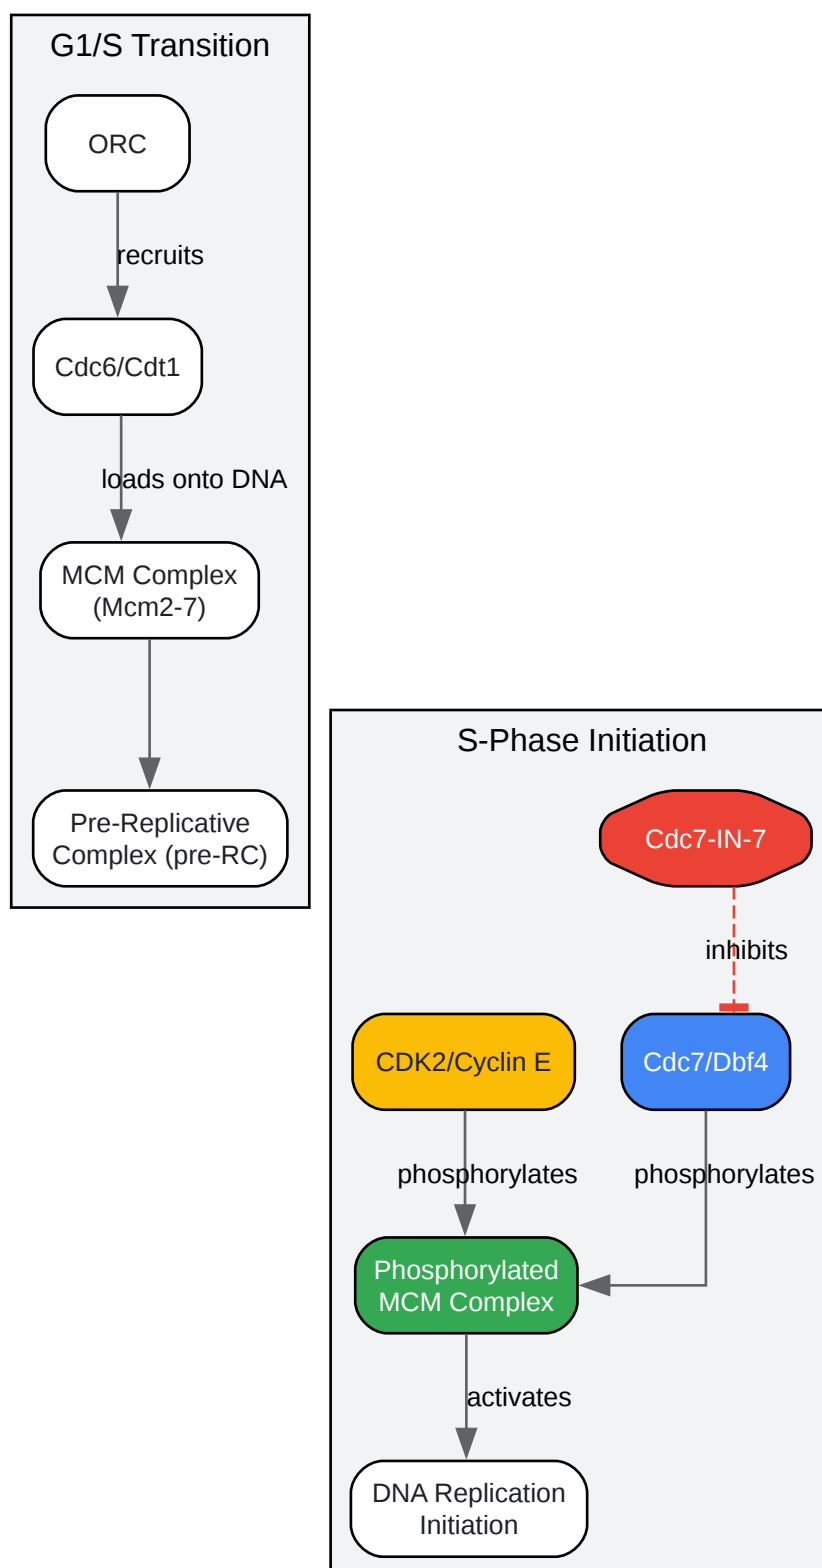 G1/S Transition
ORC
recruits
Cdc6/Cdt1
loads onto DNA
MCM Complex
(Mcm2-7)
Pre-Replicative
Complex (pre-RC)
S-Phase Initiation
Cdc7-IN-7
inhibits
CDK2/Cyclin E
Cdc7/Dbf4
phosphorylates
phosphorylates
Phosphorylated
MCM Complex
activates
DNA Replication
Initiation